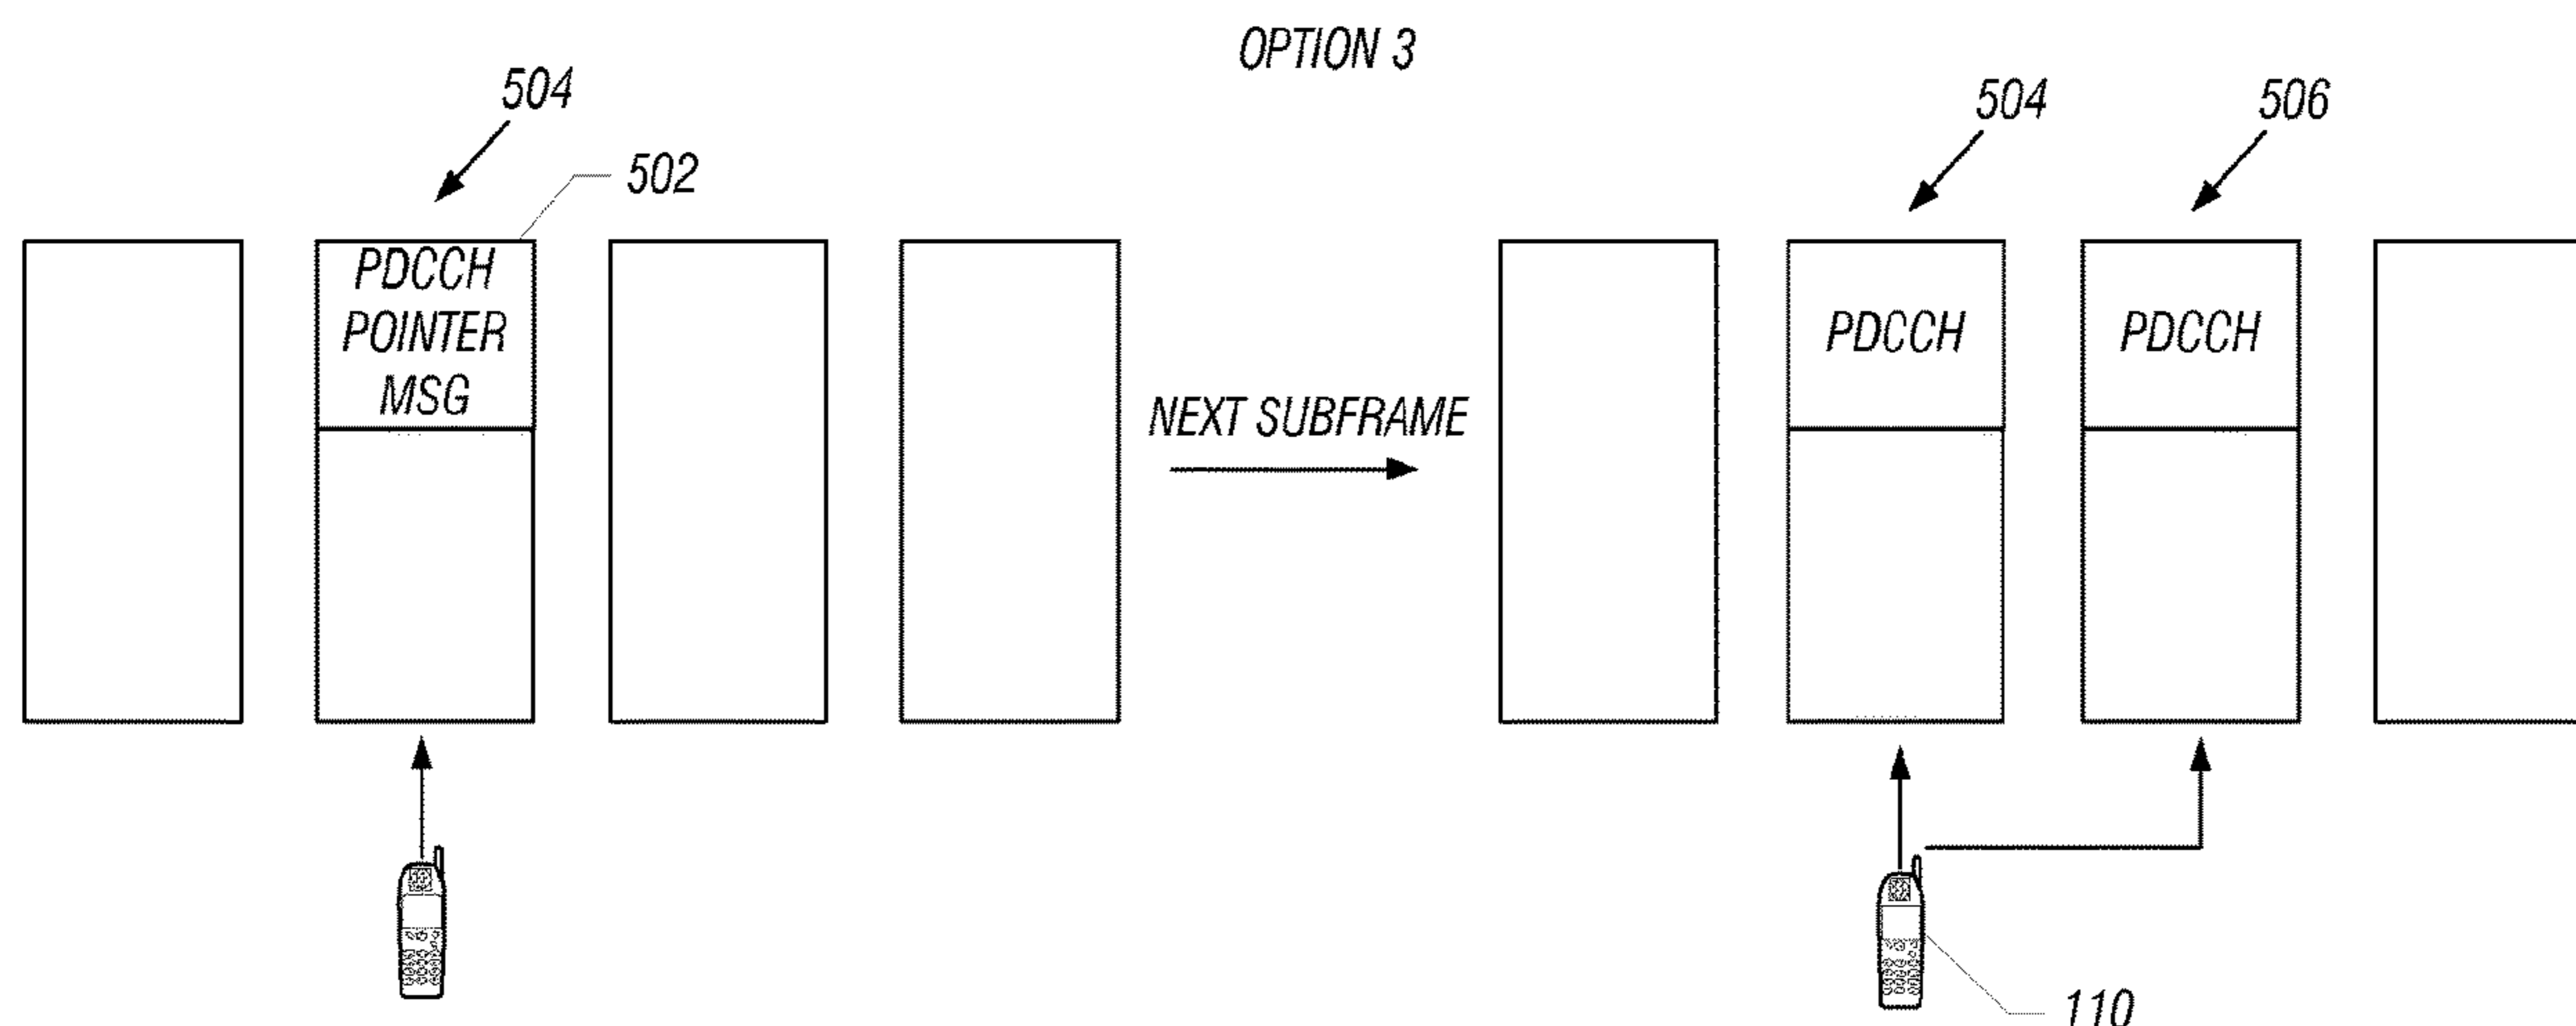 OPTION 3
504
502
504
506
PDCCH
POINTER
MSG
PDCCH
PDCCH
NEXT SUBFRAME
110